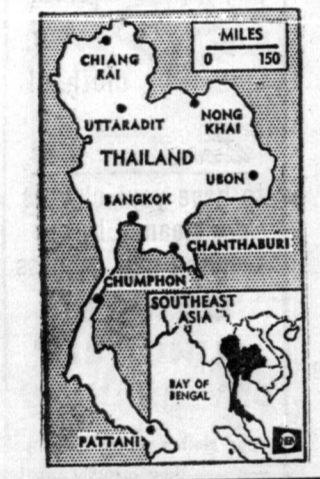 MILES
0 150
CHIANG
RAI
UTTARADIT
NONG
KHAI
THAILAND
UBON
BANGKOK
CHANTHABURI
CHUMPHON
SOUTHEAST
ASIA
BAY OF
BENGAL
PATTANI
NEA